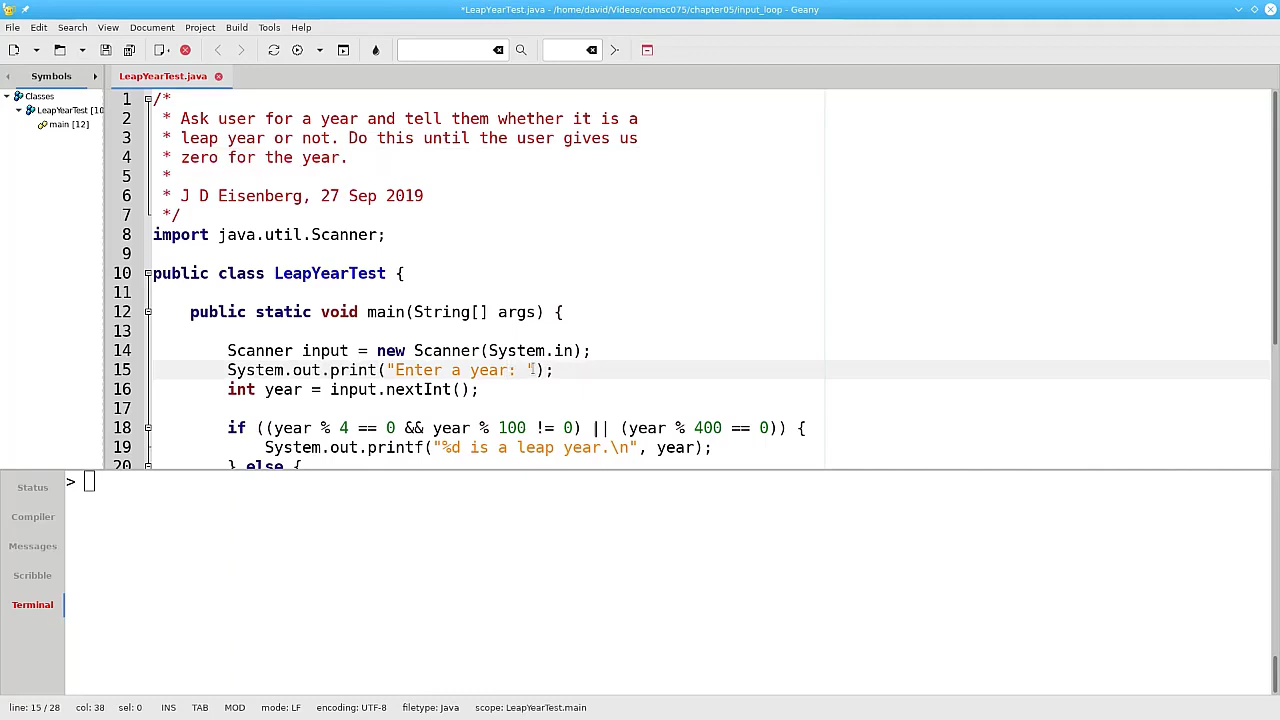 *LeapYearTest.java - /home/david/Videos/comsc075/chapter05/input_loop - Geany
File Edit Search View Document Project Build Tools Help
Symbols LeapYearTest.java
Classes
LeapYearTest [10
main [12]
1 /*
2 * Ask user for a year and tell them whether it is a
3 * leap year or not. Do this until the user gives us
4 * zero for the year.
5 *
6 * J D Eisenberg, 27 Sep 2019
7 */
8 import java.util.Scanner;
9
10 public class LeapYearTest {
11
12 public static void main(String[] args) {
13
14 Scanner input = new Scanner(System.in);
15 System.out.print("Enter a year: ");
16 int year = input.nextInt();
17
18 if ((year % 4 == 0 && year % 100 != 0) || (year % 400 == 0)) {
19 System.out.printf("%d is a leap year.\n", year);
20 } else {
>
Status
Compiler
Messages
Scribble
Terminal
line: 15 / 28 col: 38 sel: 0 INS TAB MOD mode: LF encoding: UTF-8 filetype: Java scope: LeapYearTest.main